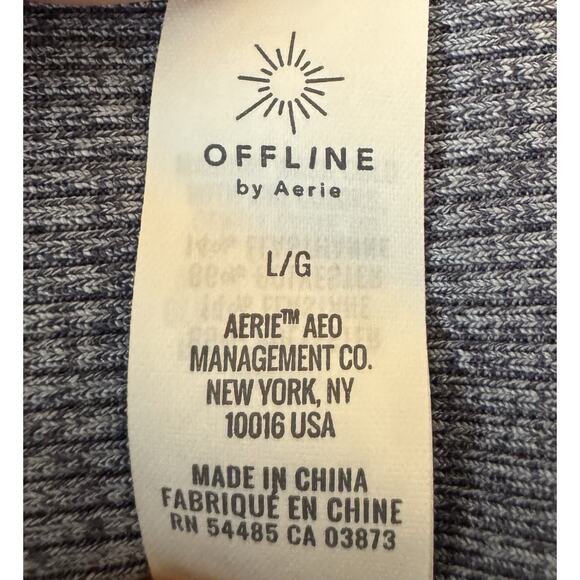 OFFLINE
by Aerie
L/G
AERIE™ AEO
MANAGEMENT CO.
NEW YORK, NY
10016 USA
MADE IN CHINA
FABRIQUÉ EN CHINE
RN 54485 CA 03873